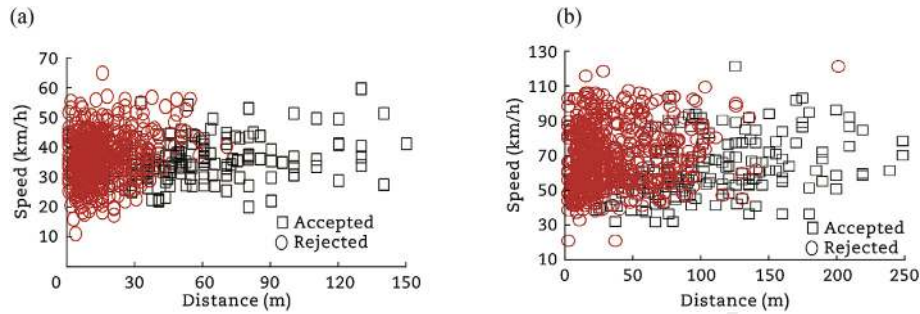 (a)
70
60
50
40
30
20
10
0 30 60 90 120 150
Speed (km/h)
Distance (m)
Accepted
Rejected
(b)
130
110
90
70
50
30
10
0 50 100 150 200 250
Speed (km/h)
Distance (m)
Accepted
Rejected